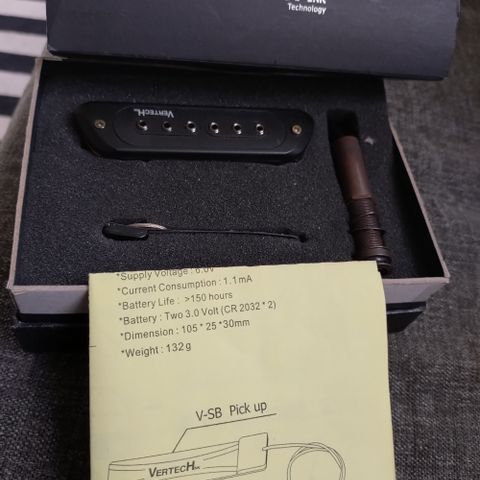 Technology
VERTECH
*Supply Voltage : 6.0V
*Current Consumption : 1.1mA
*Battery Life : >150 hours
*Battery : Two 3.0 Volt (CR 2032 * 2)
*Dimension : 105 * 25 *30mm
*Weight : 132g
V-SB Pick up
VERTECH